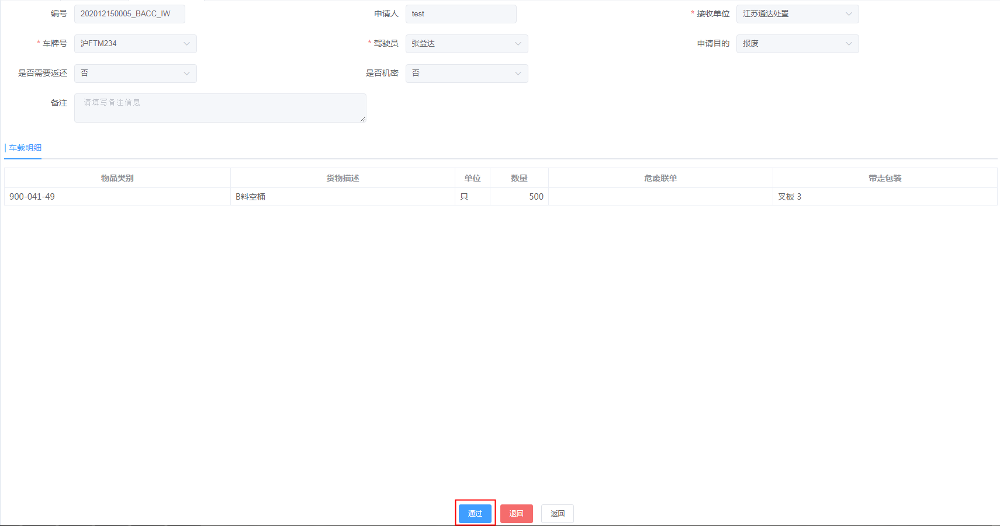 编号 202012150005_BACC_IW 申请人 test * 接收单位 江苏通达处置
* 车牌号 沪FTM234 * 驾驶员 张益达 申请目的 报废
是否需要返还 否 是否机密 否
备注 请填写备注信息
车载明细
物品类别 货物描述 单位 数量 危废联单 带走包装
900-041-49 B料空桶 只 500 叉板 3
通过 退回 返回